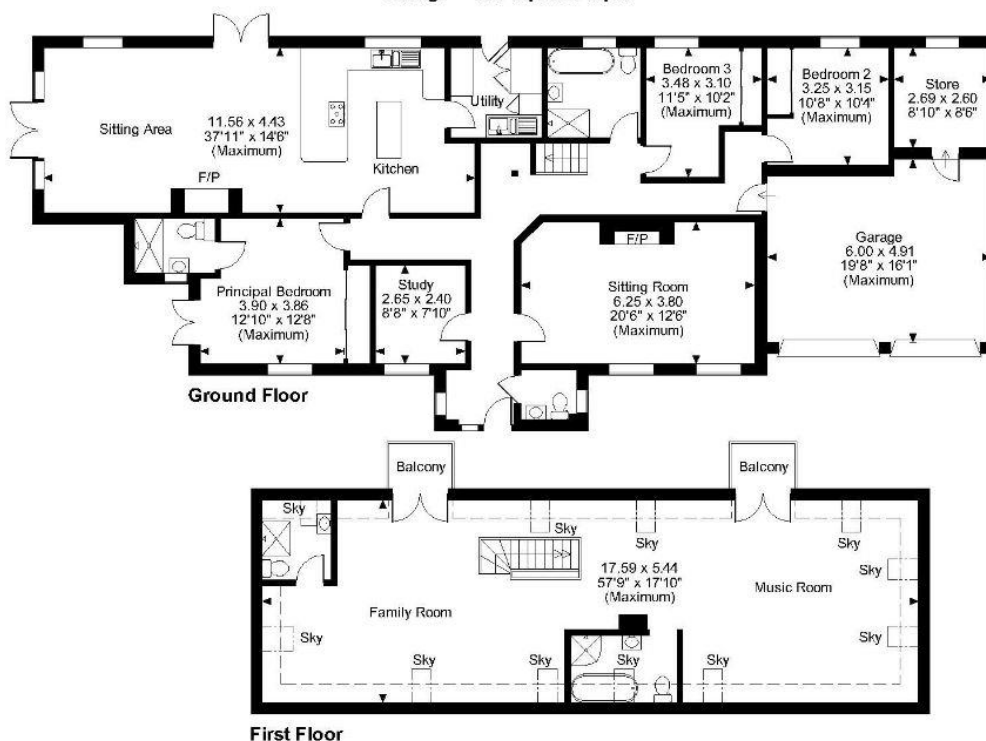 Sitting Area
11.56 x 4.43
37'11" x 14'6"
(Maximum)
Kitchen
F/P
Utility
Bedroom 3
3.48 x 3.10
11'5" x 10'2"
(Maximum)
Bedroom 2
3.25 x 3.15
10'8" x 10'4"
(Maximum)
Store
2.69 x 2.60
8'10" x 8'6"
Principal Bedroom
3.90 x 3.86
12'10" x 12'8"
(Maximum)
Study
2.65 x 2.40
8'8" x 7'10"
F/P
Sitting Room
6.25 x 3.80
20'6" x 12'6"
(Maximum)
Garage
6.00 x 4.91
19'8" x 16'1"
(Maximum)
Ground Floor
Balcony
Balcony
Sky
Sky
Sky
Sky
Family Room
17.59 x 5.44
57'9" x 17'10"
(Maximum)
Music Room
Sky
Sky
Sky
Sky
Sky
Sky
Sky
First Floor